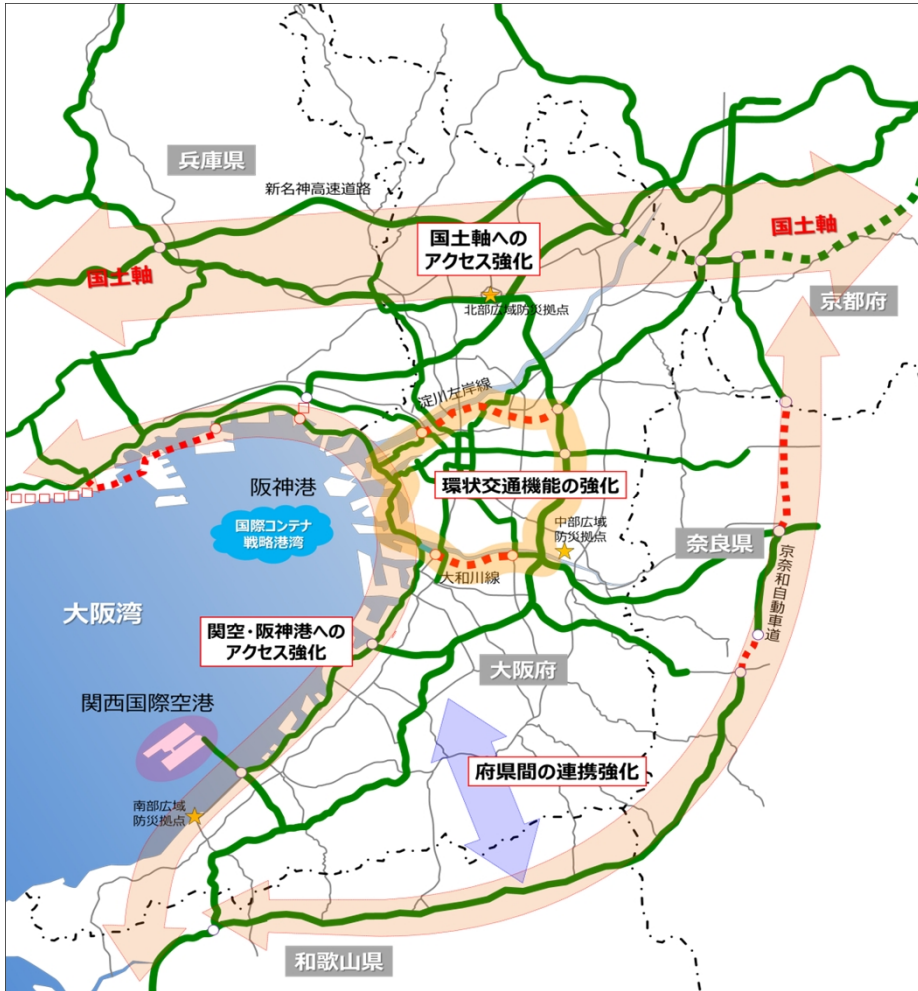 兵庫県
新名神高速道路
国土軸への
アクセス強化
国土軸
国土軸
北部広域防災拠点
京都府
淀川左岸線
阪神港
環状交通機能の強化
国際コンテナ
戦略港湾
中部広域
防災拠点
奈良県
大和川線
京奈和自動車道
大阪湾
関空・阪神港への
アクセス強化
大阪府
関西国際空港
府県間の連携強化
南部広域
防災拠点
和歌山県